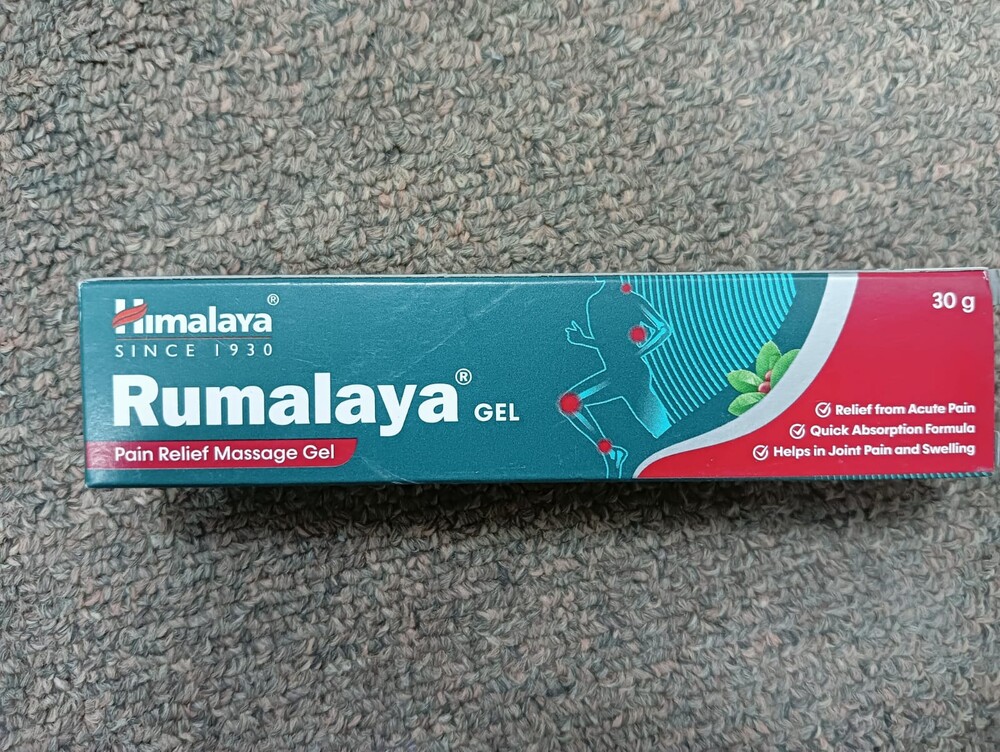 Himalaya®
SINCE 1930
Rumalaya® GEL
Pain Relief Massage Gel
30 g
Relief from Acute Pain
Quick Absorption Formula
Helps in Joint Pain and Swelling